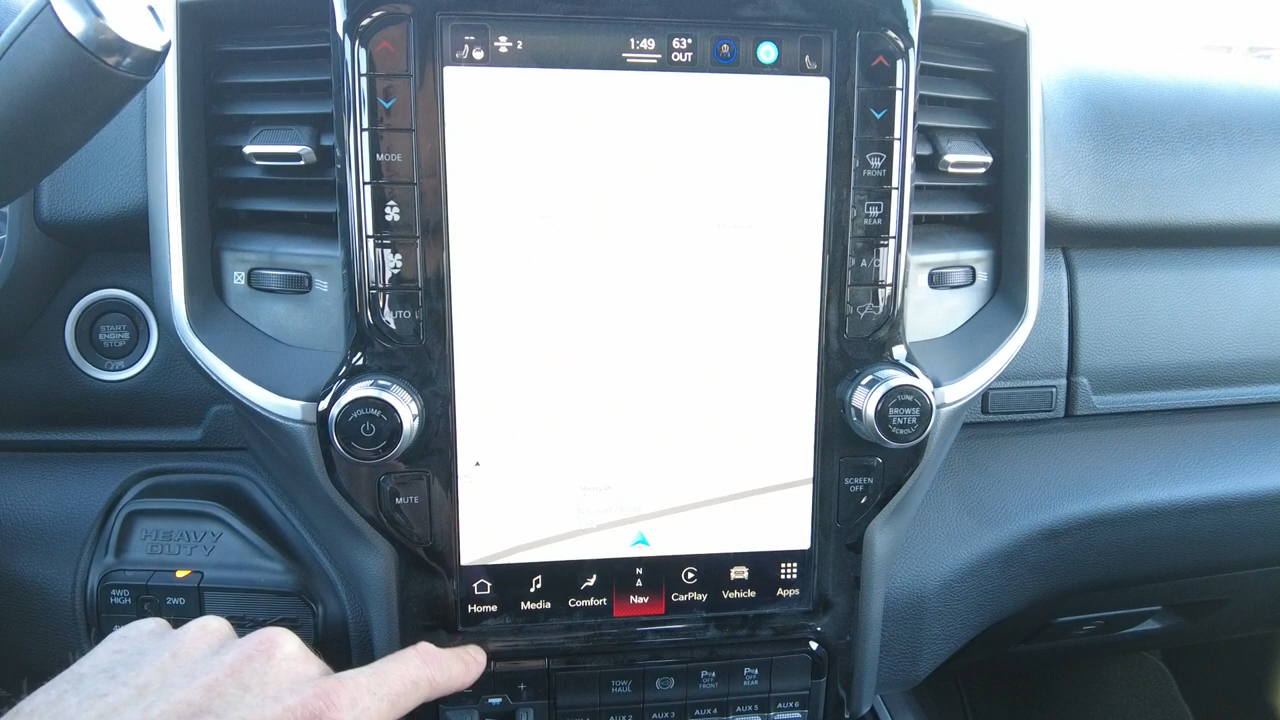 2
1:49
63°
OUT
MODE
FRONT
REAR
A/C
AUTO
START
ENGINE
STOP
VOLUME
TUNE
BROWSE
ENTER
SCROLL
MUTE
SCREEN
OFF
HEAVY
DUTY
4WD
HIGH
2WD
N
Home
Media
Comfort
Nav
CarPlay
Vehicle
Apps
+
TOW/
HAUL
OFF
FRONT
OFF
REAR
AUX 2
AUX 3
AUX 4
AUX 5
AUX 6